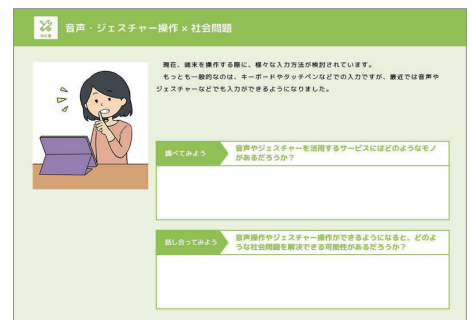 音声・ジェスチャー操作 × 社会問題
現在、端末を操作する際に、様々な入力方法が検討されています。
もっとも一般的なのは、キーボードやタッチペンなどでの入力ですが、最近では音声や
ジェスチャーなどでも入力ができるようになりました。
調べてみよう
音声やジェスチャーを活用するサービスにはどのようなモノ
があるだろうか？
話し合ってみよう
音声操作やジェスチャー操作ができるようになると、どのよ
うな社会問題を解決できる可能性があるだろうか？